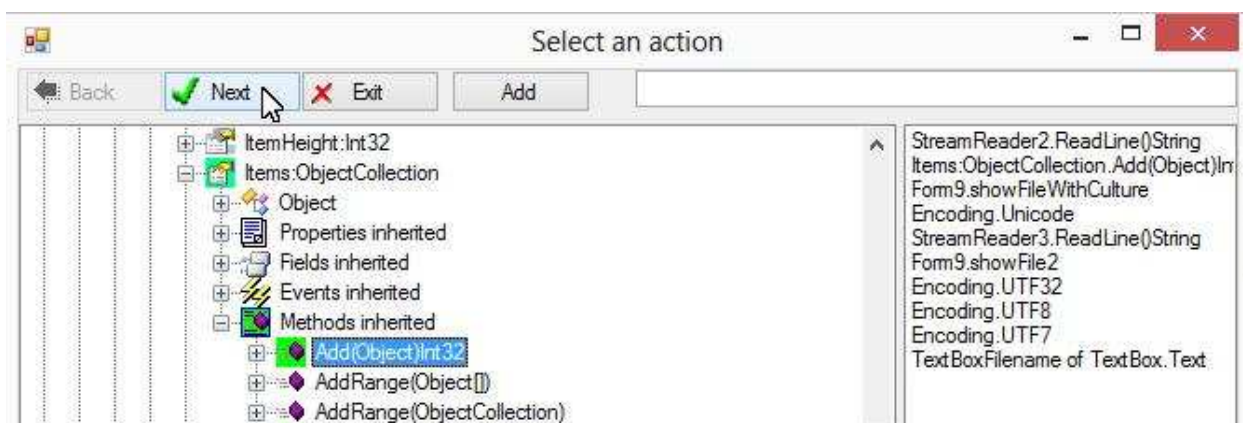 Select an action
Back Next Exit Add
ItemHeight:Int32
Items:ObjectCollection
Object
Properties inherited
Fields inherited
Events inherited
Methods inherited
Add(Object)Int32
AddRange(Object[])
AddRange(ObjectCollection)
StreamReader2.ReadLine()String
Items:ObjectCollection.Add(Object)In
Form9.showFileWithCulture
Encoding.Unicode
StreamReader3.ReadLine()String
Form9.showFile2
Encoding.UTF32
Encoding.UTF8
Encoding.UTF7
TextBoxFilename of TextBox.Text